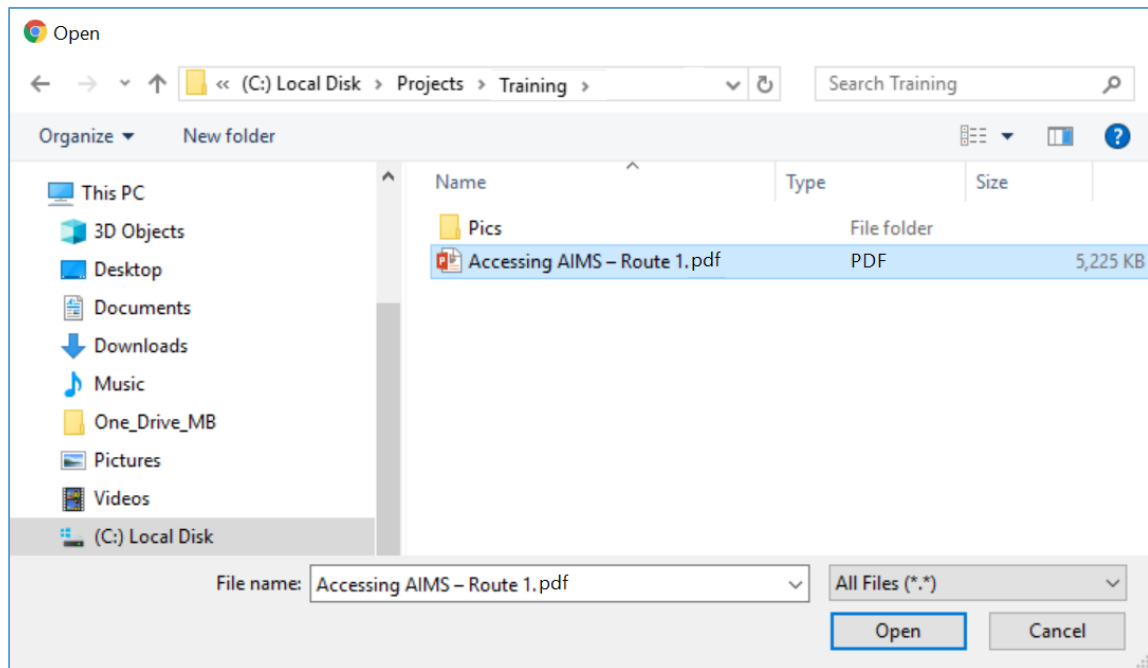 Open
« (C:) Local Disk › Projects › Training ›
Search Training
Organize
New folder
Name Type Size
This PC
3D Objects
Desktop
Documents
Downloads
Music
One_Drive_MB
Pictures
Videos
(C:) Local Disk
Pics File folder
Accessing AIMS – Route 1.pdf PDF 5,225 KB
File name: Accessing AIMS – Route 1.pdf All Files (*.*)
Open Cancel